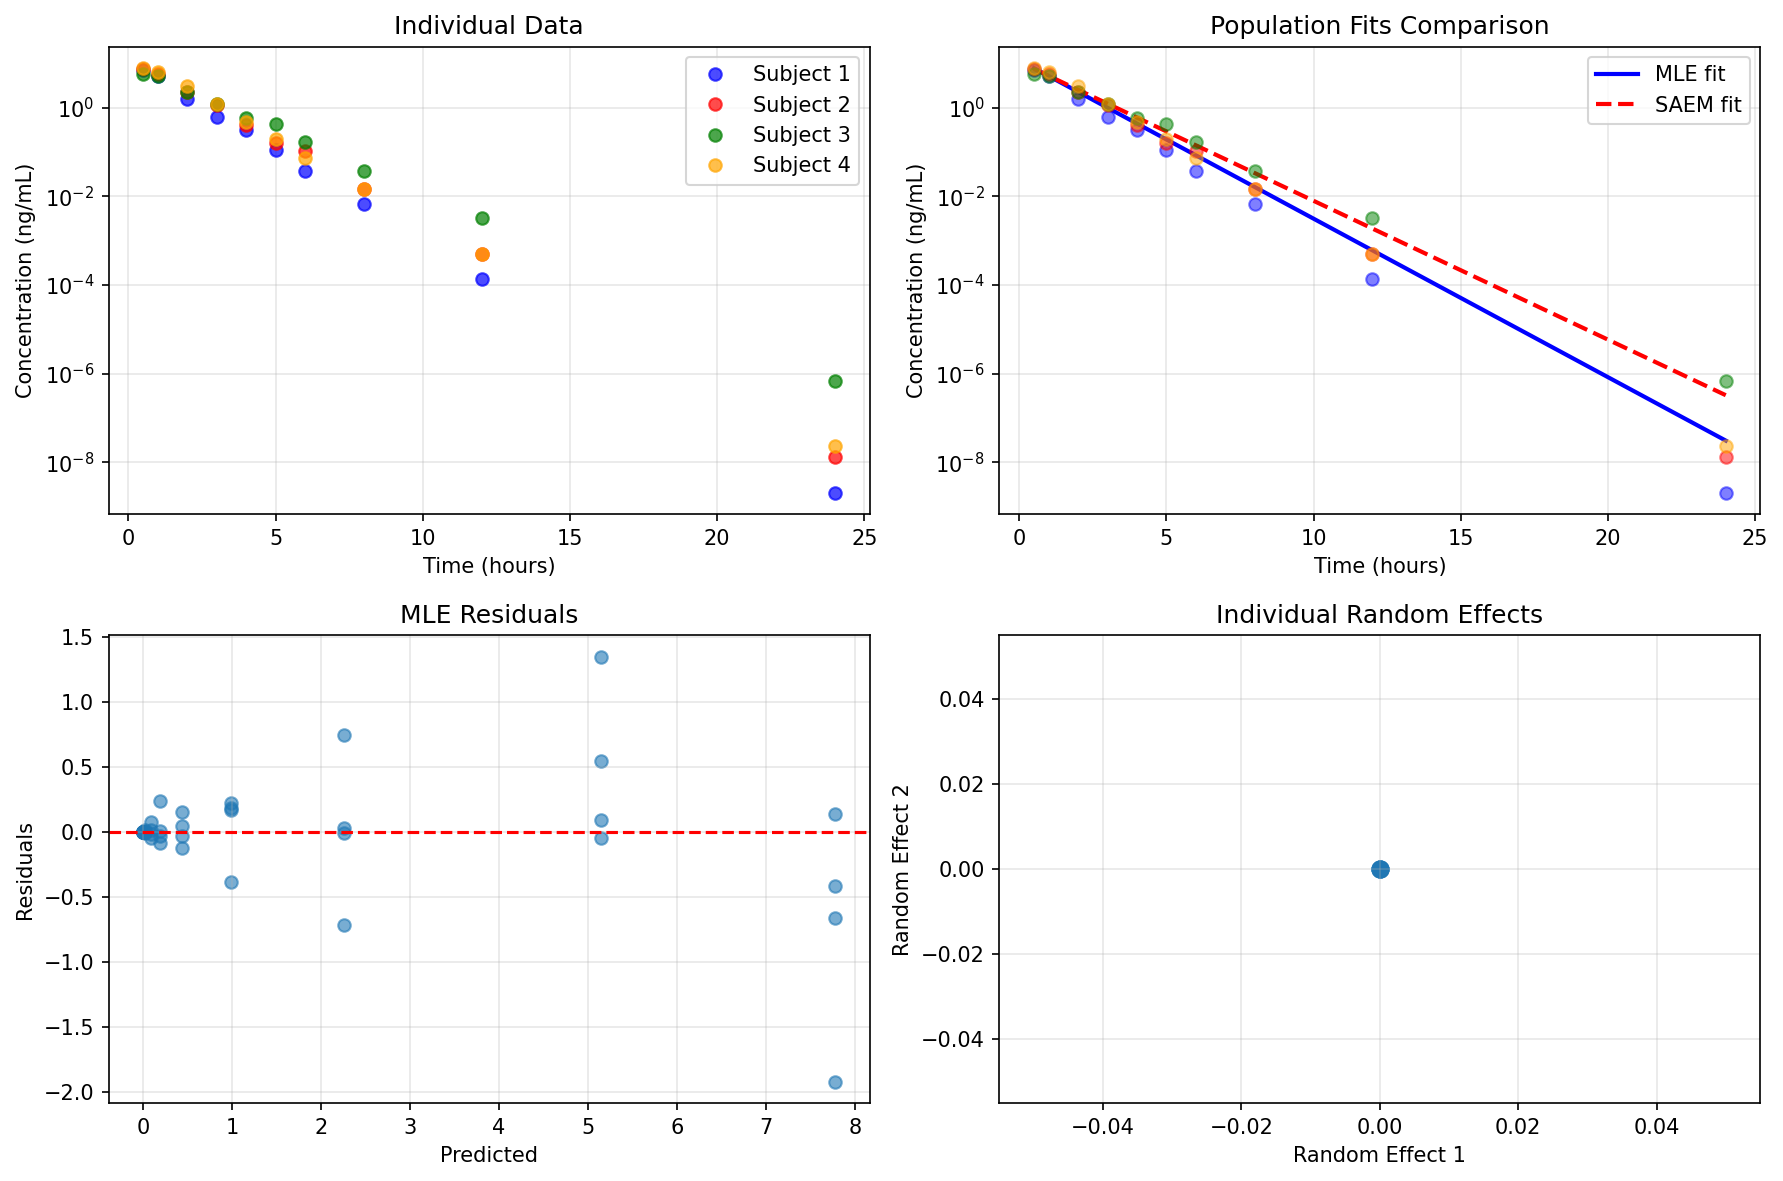 Individual Data
Concentration (ng/mL)
10⁰
10⁻²
10⁻⁴
10⁻⁶
10⁻⁸
Subject 1
Subject 2
Subject 3
Subject 4
0 5 10 15 20 25
Time (hours)
Population Fits Comparison
Concentration (ng/mL)
10⁰
10⁻²
10⁻⁴
10⁻⁶
10⁻⁸
MLE fit
SAEM fit
0 5 10 15 20 25
Time (hours)
MLE Residuals
Residuals
1.5
1.0
0.5
0.0
−0.5
−1.0
−1.5
−2.0
0 1 2 3 4 5 6 7 8
Predicted
Individual Random Effects
Random Effect 2
0.04
0.02
0.00
−0.02
−0.04
−0.04 −0.02 0.00 0.02 0.04
Random Effect 1